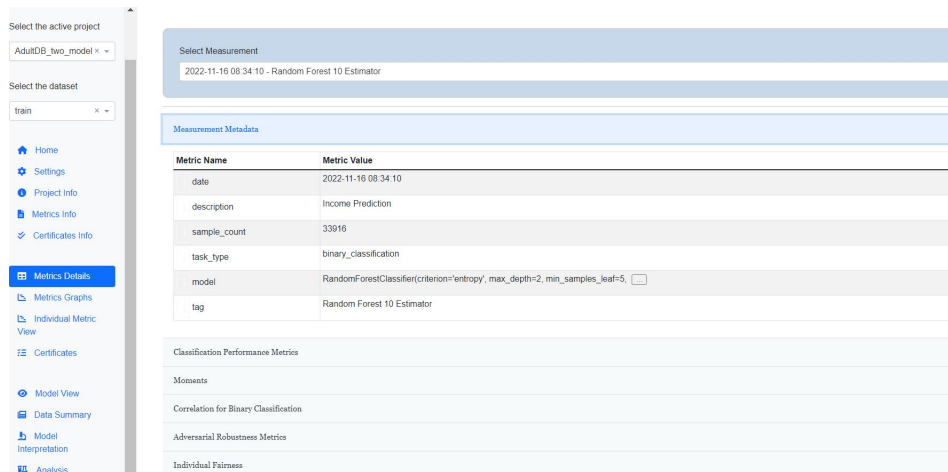 Select the active project
AdultDB_two_model ×
Select the dataset
train ×
Home
Settings
Project Info
Metrics Info
Certificates Info
Metrics Details
Metrics Graphs
Individual Metric
View
Certificates
Model View
Data Summary
Model
Interpretation
Analysis
Select Measurement
2022-11-16 08:34:10 - Random Forest 10 Estimator
Measurement Metadata
Metric Name Metric Value
date 2022-11-16 08:34:10
description Income Prediction
sample_count 33916
task_type binary_classification
model RandomForestClassifier(criterion='entropy', max_depth=2, min_samples_leaf=5, ...
tag Random Forest 10 Estimator
Classification Performance Metrics
Moments
Correlation for Binary Classification
Adversarial Robustness Metrics
Individual Fairness